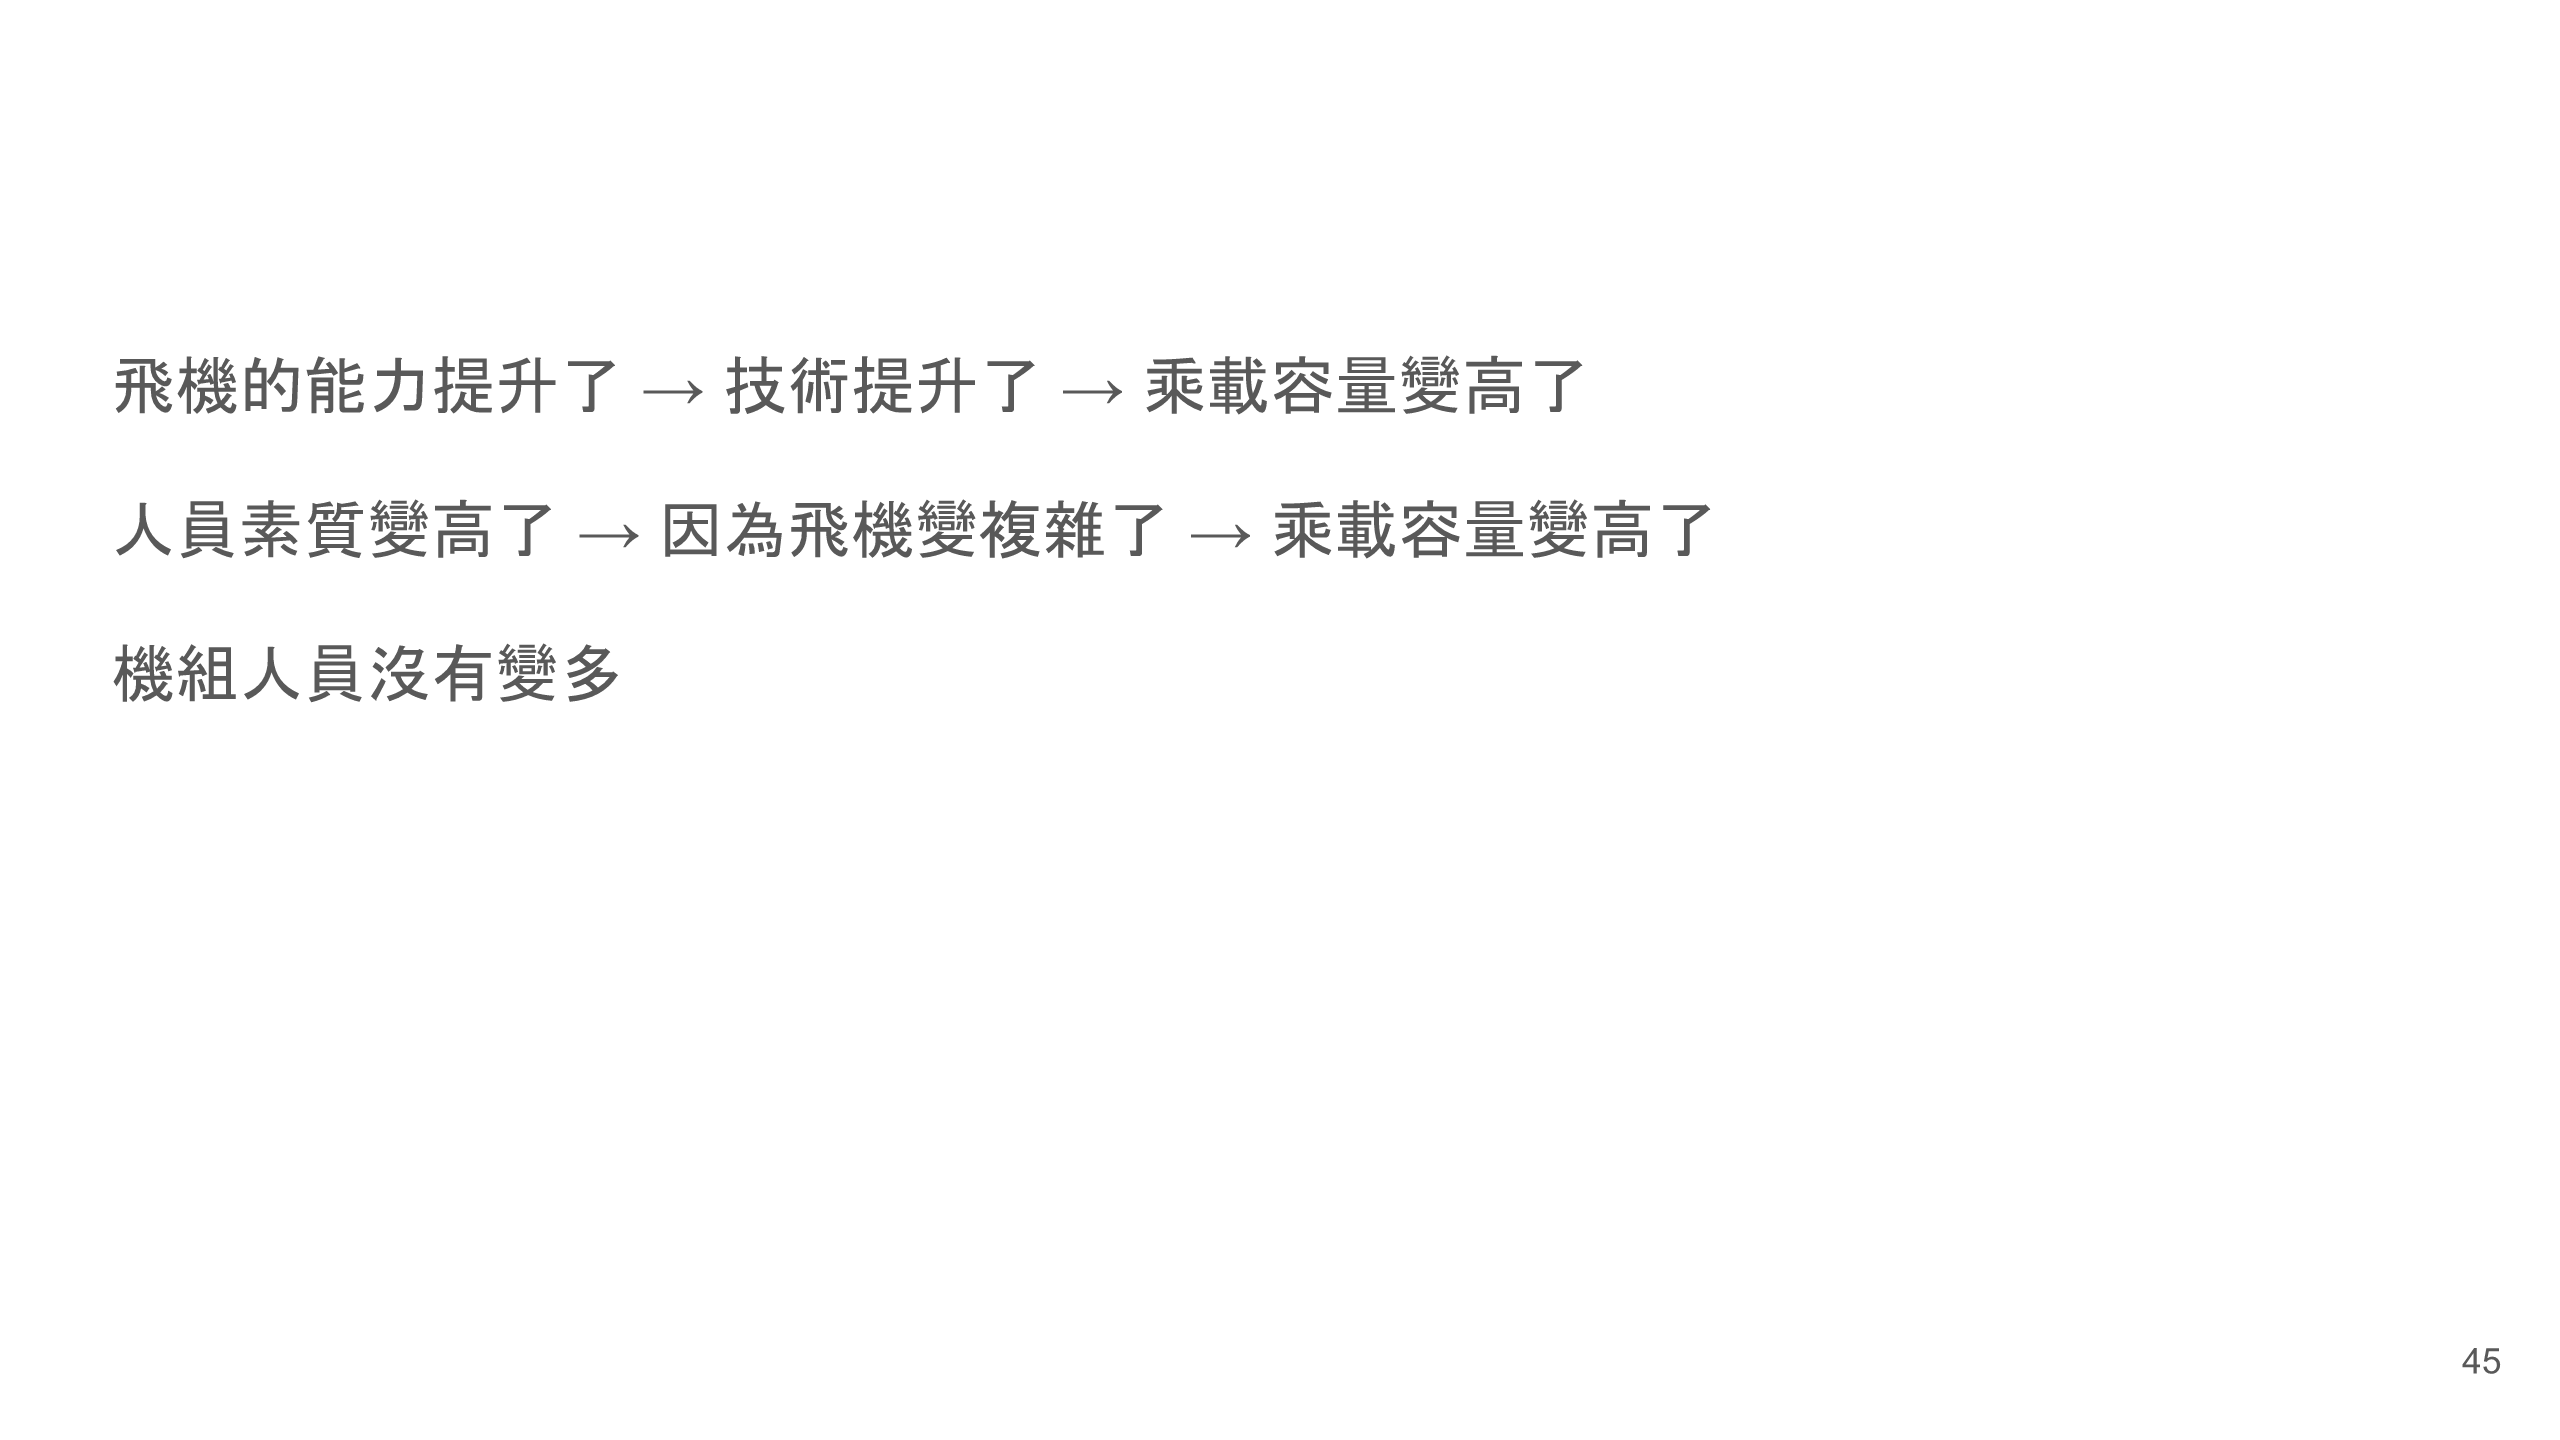 飛機的能力提升了 → 技術提升了 → 乘載容量變高了
人員素質變高了 → 因為飛機變複雜了 → 乘載容量變高了
機組人員沒有變多
45